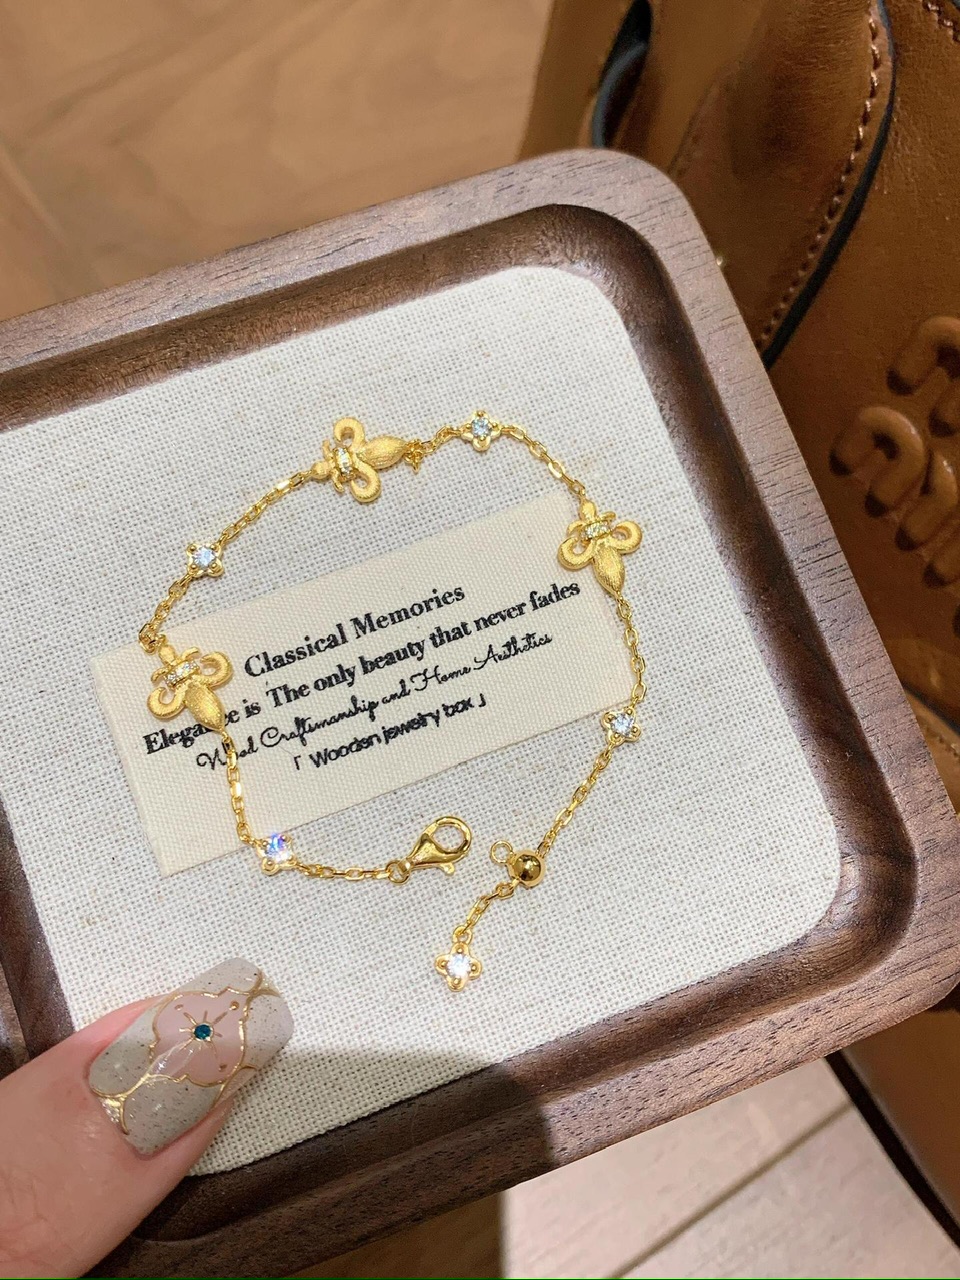 Classical Memories
Elegance is The only beauty that never fades
Wood Craftsmanship and Home Aesthetics
「 Wooden jewelry box 」